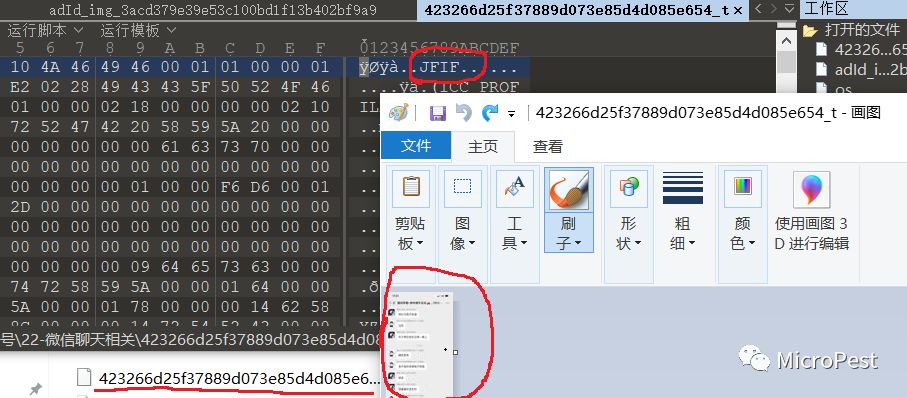 adId_img_3acd379e39e53c100bd1f13b402bf9a9
423266d25f37889d073e85d4d085e654_t ×
工作区
运行脚本 运行模板
打开的文件
5 6 7 8 9 A B C D E F
0123456789ABCDEF
42326...65
10 4A 46 49 46 00 01 01 00 00 01
ÿØÿà..JFIF......
adId_i...2b
E2 02 28 49 43 43 5F 50 52 4F 46
....ÿâ.(ICC_PROF
os
01 00 00 02 18 00 00 00 00 02 10
IL
72 52 47 42 20 58 59 5A 20 00 00
00 00 00 00 61 63 73 70 00 00 00
00 00 00 00 00 00 00 00 00 00 00
00 00 00 01 00 00 F6 D6 00 01
2D 00 00 00 00 00 00 00 00 00 00
00 00 00 00 00 00 00 00 00 00 00
00 00 00 00 00 00 00 00 00 00 00
00 00 00 09 64 65 73 63 00 00 00
74 72 58 59 5A 00 00 01 64 00 00
5A 00 00 01 78 00 00 00 14 62 58
423266d25f37889d073e85d4d085e654_t - 画图
文件
主页
查看
剪贴板
图像
工具
刷子
形状
粗细
颜色
使用画图 3D 进行编辑
号\22-微信聊天相关\423266d25f37889d073e85d4d08
423266d25f37889d073e85d4d085e6...
MicroPest